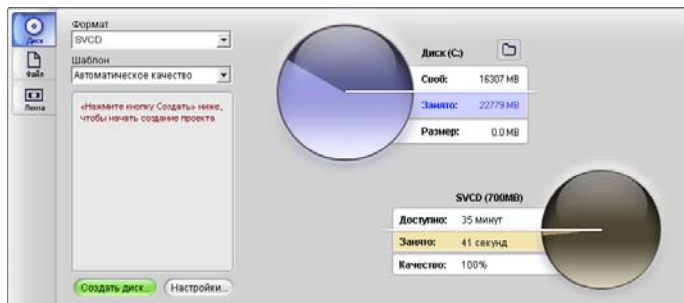 Диск
Файл
Лента
Формат
SVCD
Шаблон
Автоматическое качество
«Нажмите кнопку Создать» ниже,
чтобы начать создание проекта
Создать диск...
Настройки...
Диск (C:)
Своб: 16307 MB
Занято: 22779 MB
Размер: 0.0 MB
SVCD (700MB)
Доступно: 35 минут
Занято: 41 секунд
Качество: 100%